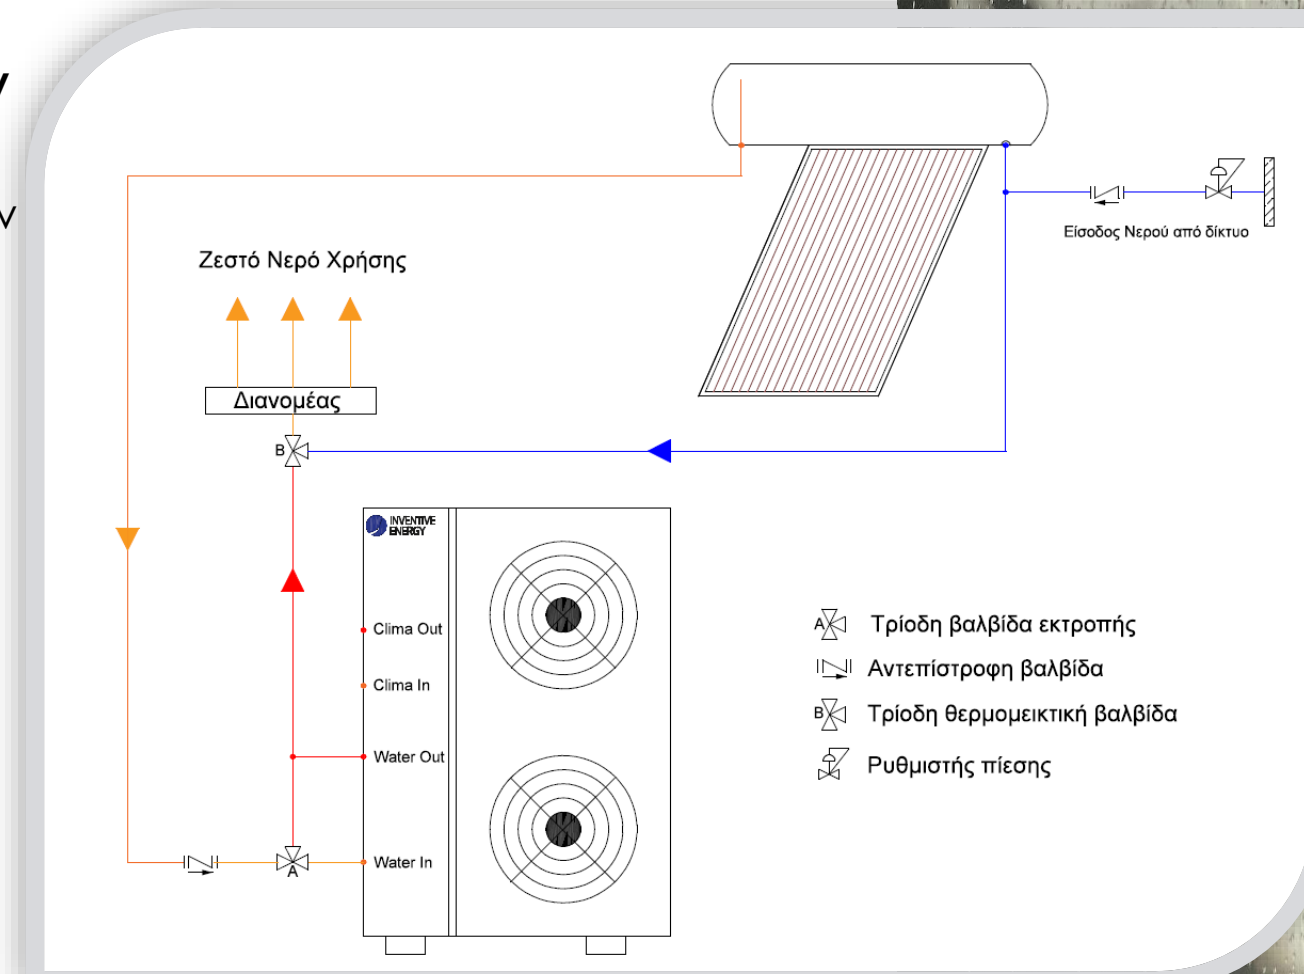 Είσοδος Νερού από δίκτυο
Ζεστό Νερό Χρήσης
Διανομέας
B
INVENTIVE
ENERGY
Clima Out
Clima In
Water Out
Water In
A
A Τρίοδη βαλβίδα εκτροπής
Αντεπίστροφη βαλβίδα
B Τρίοδη θερμομεικτική βαλβίδα
Ρυθμιστής πίεσης